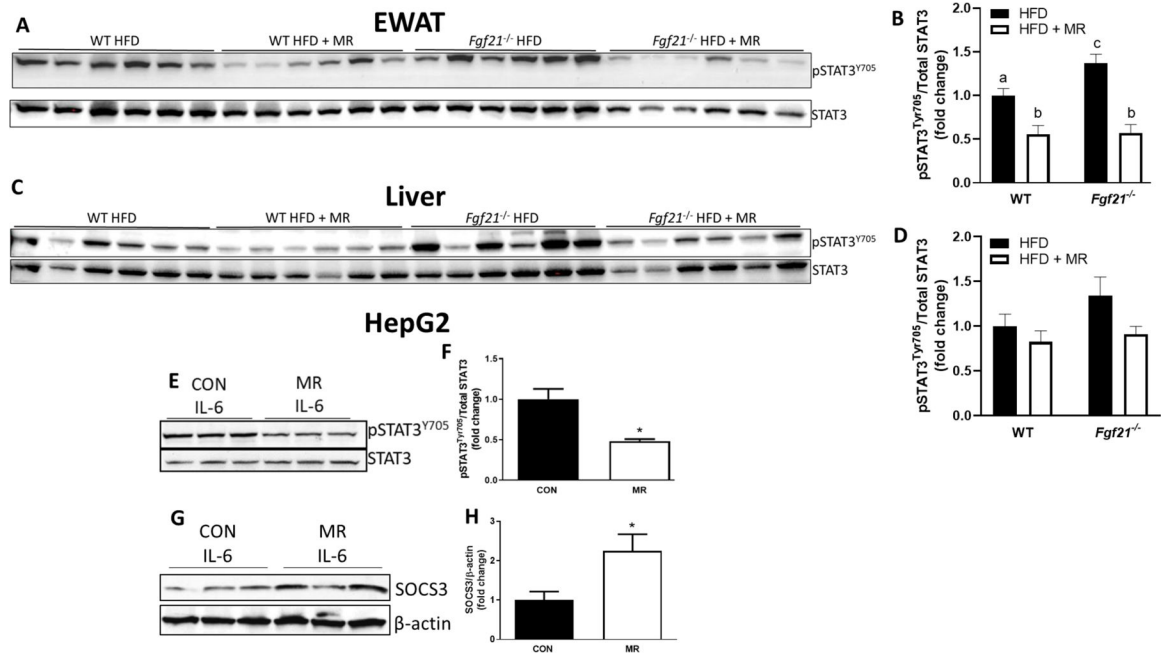 A
EWAT
WT HFD
WT HFD + MR
Fgf21-/- HFD
Fgf21-/- HFD + MR
pSTAT3Y705
STAT3
B
2.0
1.5
1.0
0.5
0.0
pSTAT3Tyr705/Total STAT3
(fold change)
HFD
HFD + MR
a
b
c
b
WT
Fgf21-/-
C
Liver
WT HFD
WT HFD + MR
Fgf21-/- HFD
Fgf21-/- HFD + MR
pSTAT3Y705
STAT3
D
2.0
1.5
1.0
0.5
0.0
pSTAT3Tyr705/Total STAT3
(fold change)
HFD
HFD + MR
WT
Fgf21-/-
HepG2
E
CON
MR
IL-6
IL-6
pSTAT3Y705
STAT3
F
1.5
1.0
0.5
0.0
pSTAT3Tyr705/Total STAT3
(fold change)
*
CON
MR
G
CON
MR
IL-6
IL-6
SOCS3
β-actin
H
3
2
1
0
SOCS3/β-actin
(fold change)
*
CON
MR